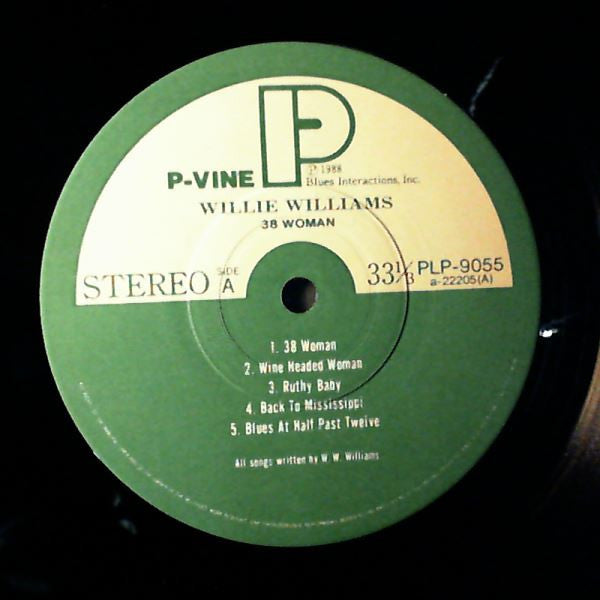 P
P-VINE
℗ 1988
Blues Interactions, Inc.
WILLIE WILLIAMS
38 WOMAN
STEREO SIDE A
33⅓ PLP-9055
a-22205(A)
1. 38 Woman
2. Wine Headed Woman
3. Ruthy Baby
4. Back To Mississippi
5. Blues At Half Past Twelve
All songs written by W. W. Williams